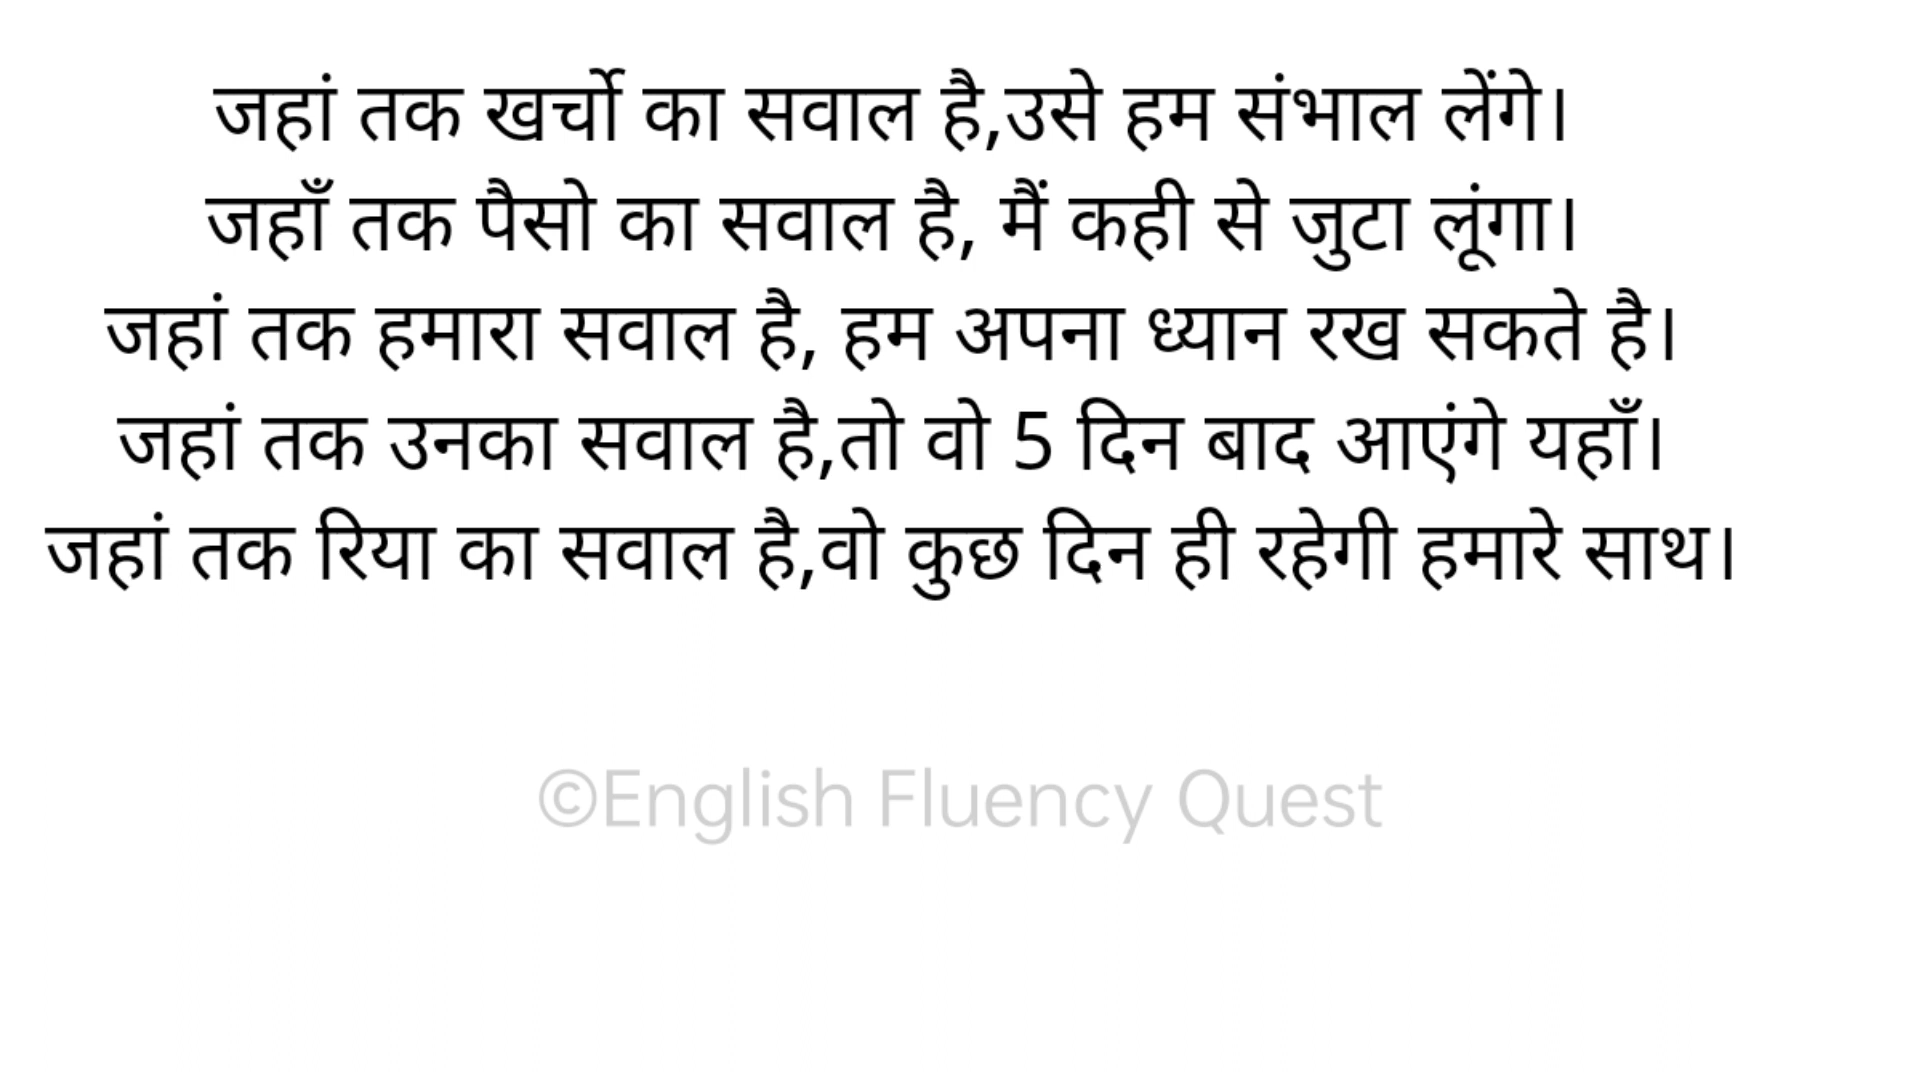 जहां तक खर्चो का सवाल है,उसे हम संभाल लेंगे।
जहाँ तक पैसो का सवाल है, मैं कही से जुटा लूंगा।
जहां तक हमारा सवाल है, हम अपना ध्यान रख सकते है।
जहां तक उनका सवाल है,तो वो 5 दिन बाद आएंगे यहाँ।
जहां तक रिया का सवाल है,वो कुछ दिन ही रहेगी हमारे साथ।
©English Fluency Quest